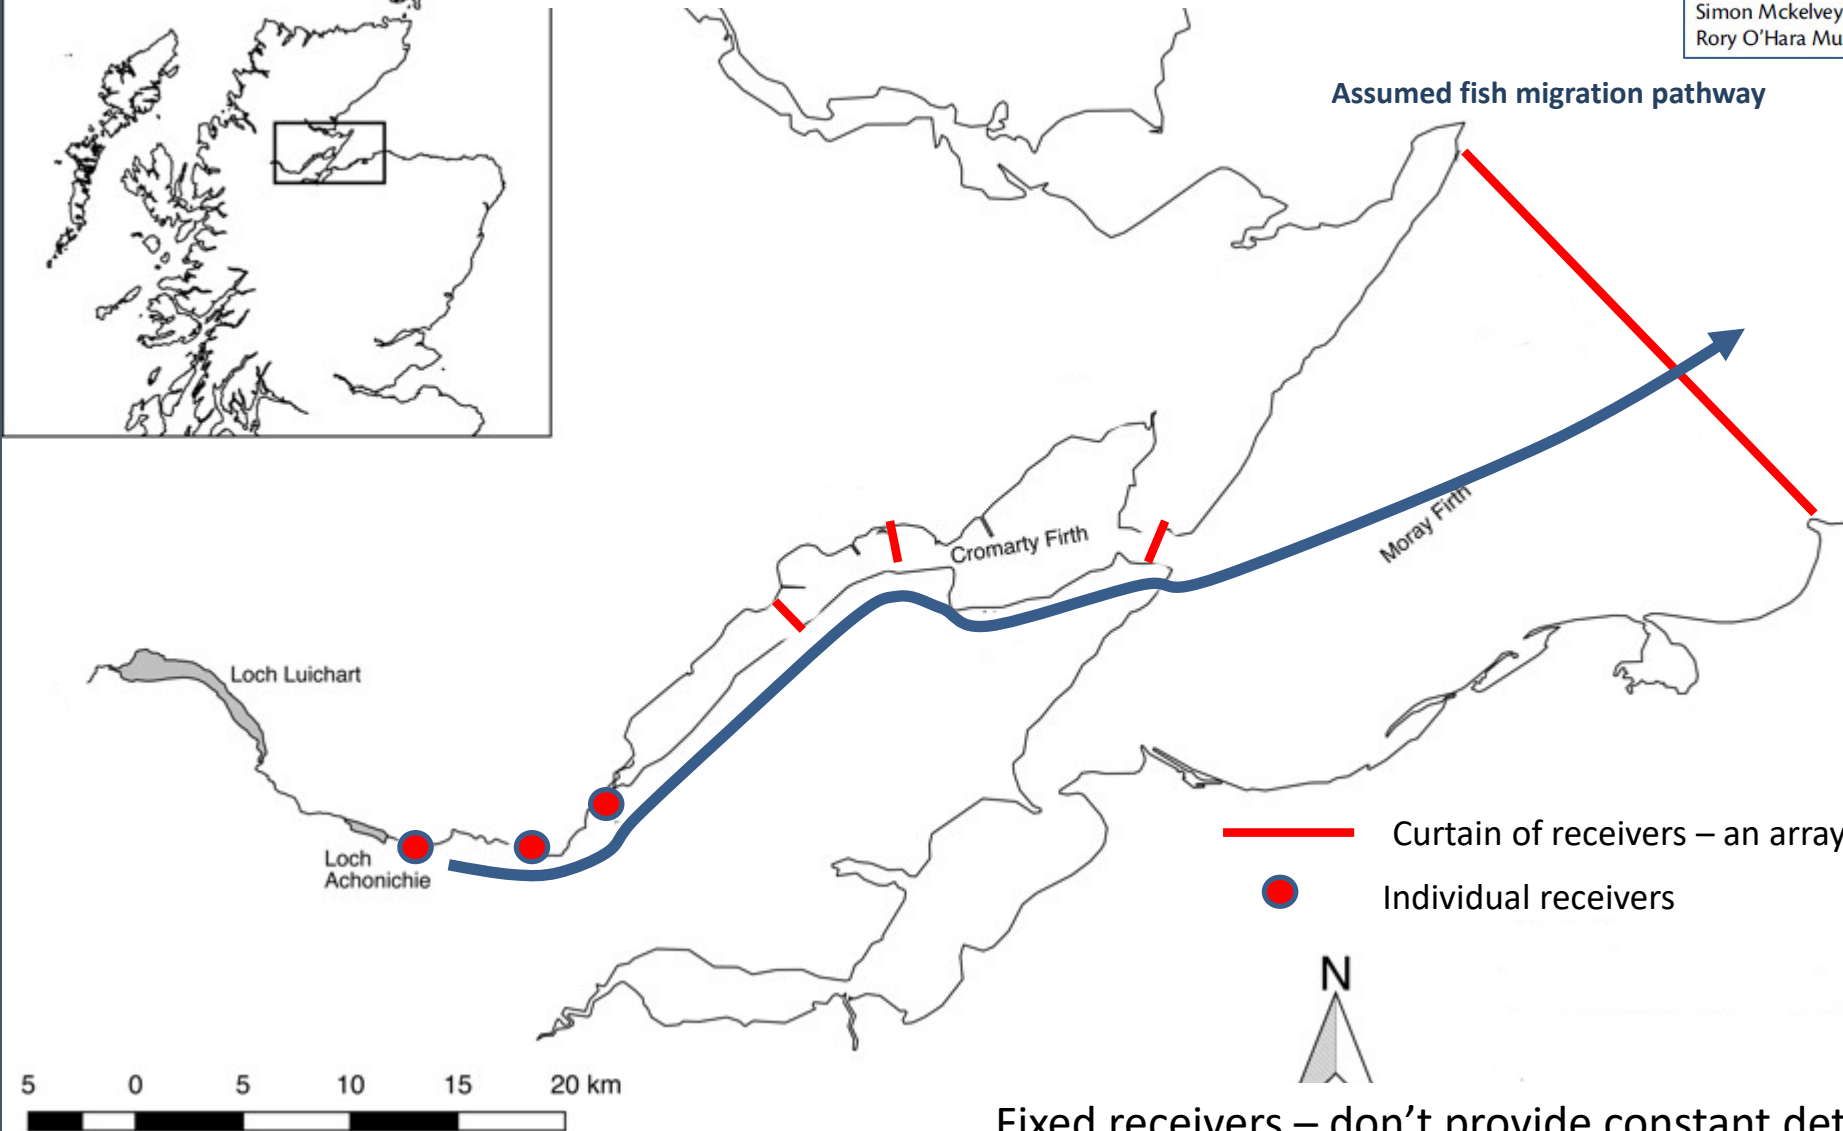 Simon Mckelvey
Rory O'Hara Mu
Assumed fish migration pathway
Cromarty Firth
Moray Firth
Loch Luichart
Loch
Achonichie
Curtain of receivers – an array
Individual receivers
N
5 0 5 10 15 20 km
Fixed receivers – don't provide constant det